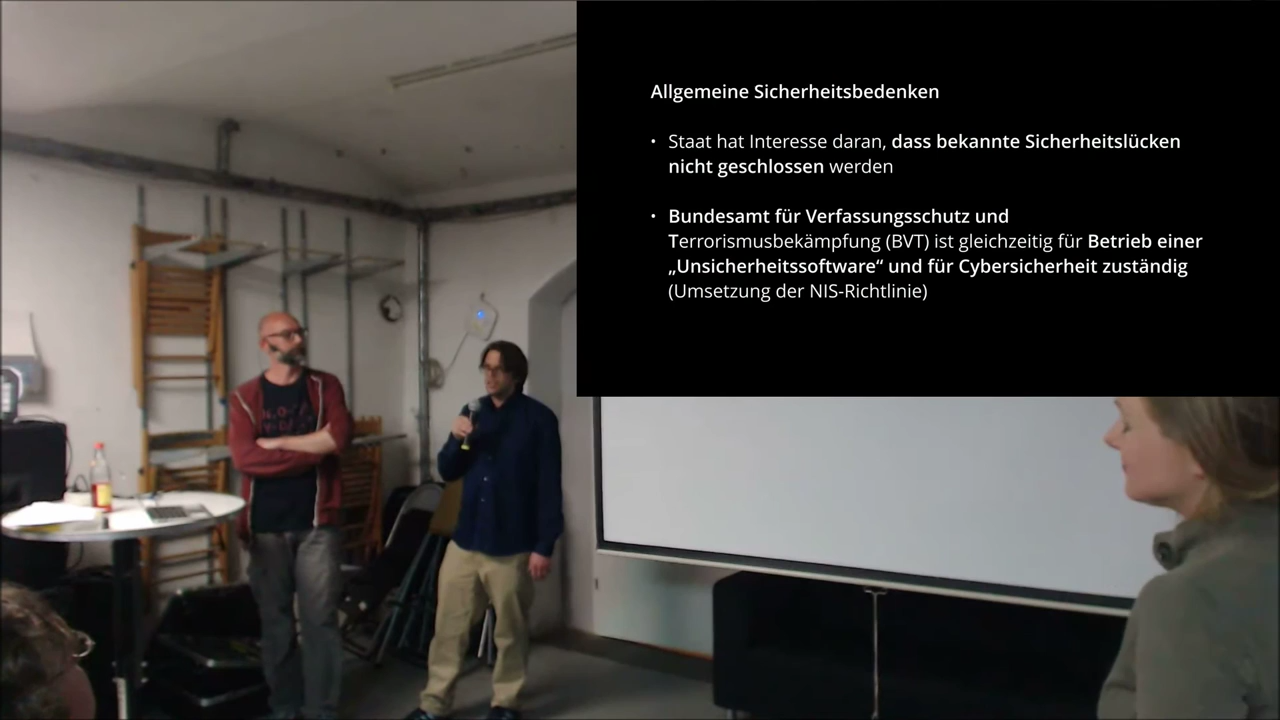 Allgemeine Sicherheitsbedenken
• Staat hat Interesse daran, dass bekannte Sicherheitslücken
nicht geschlossen werden
• Bundesamt für Verfassungsschutz und
Terrorismusbekämpfung (BVT) ist gleichzeitig für Betrieb einer
„Unsicherheitssoftware“ und für Cybersicherheit zuständig
(Umsetzung der NIS-Richtlinie)